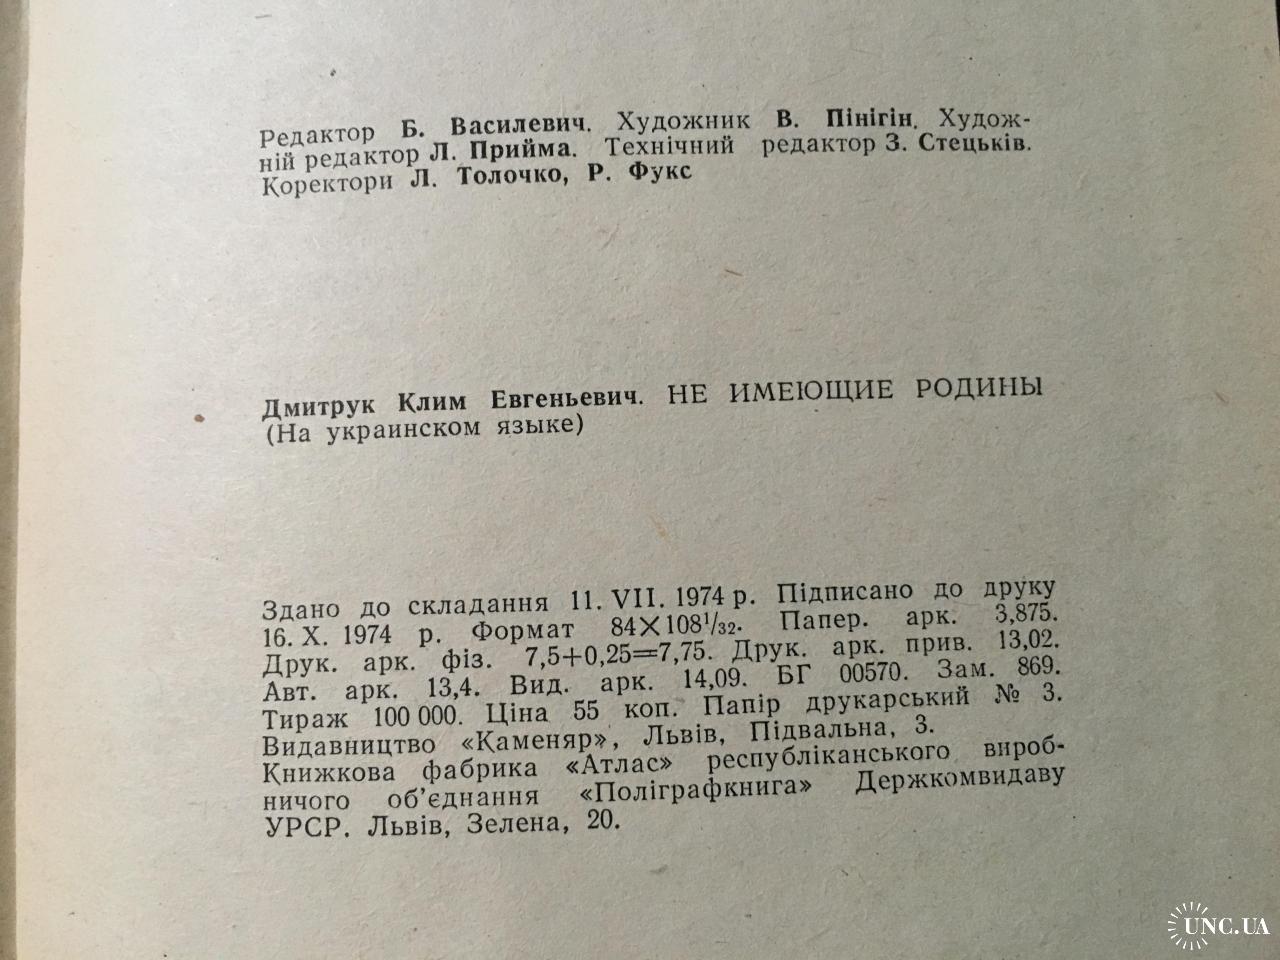 Редактор Б. Василевич. Художник В. Пінігін. Худож-
ній редактор Л. Прийма. Технічний редактор З. Стецьків.
Коректори Л. Толочко, Р. Фукс
Дмитрук Клим Евгеньевич. НЕ ИМЕЮЩИЕ РОДИНЫ
(На украинском языке)
Здано до складання 11. VII. 1974 р. Підписано до друку
16. X. 1974 р. Формат 84×108¹/₃₂. Папер. арк. 3,875.
Друк. арк. фіз. 7,5+0,25=7,75. Друк. арк. прив. 13,02.
Авт. арк. 13,4. Вид. арк. 14,09. БГ 00570. Зам. 869.
Тираж 100 000. Ціна 55 коп. Папір друкарський № 3.
Видавництво «Каменяр», Львів, Підвальна, 3.
Книжкова фабрика «Атлас» республіканського вироб-
ничого об’єднання «Поліграфкнига» Держкомвидаву
УРСР. Львів, Зелена, 20.
UNC.UA